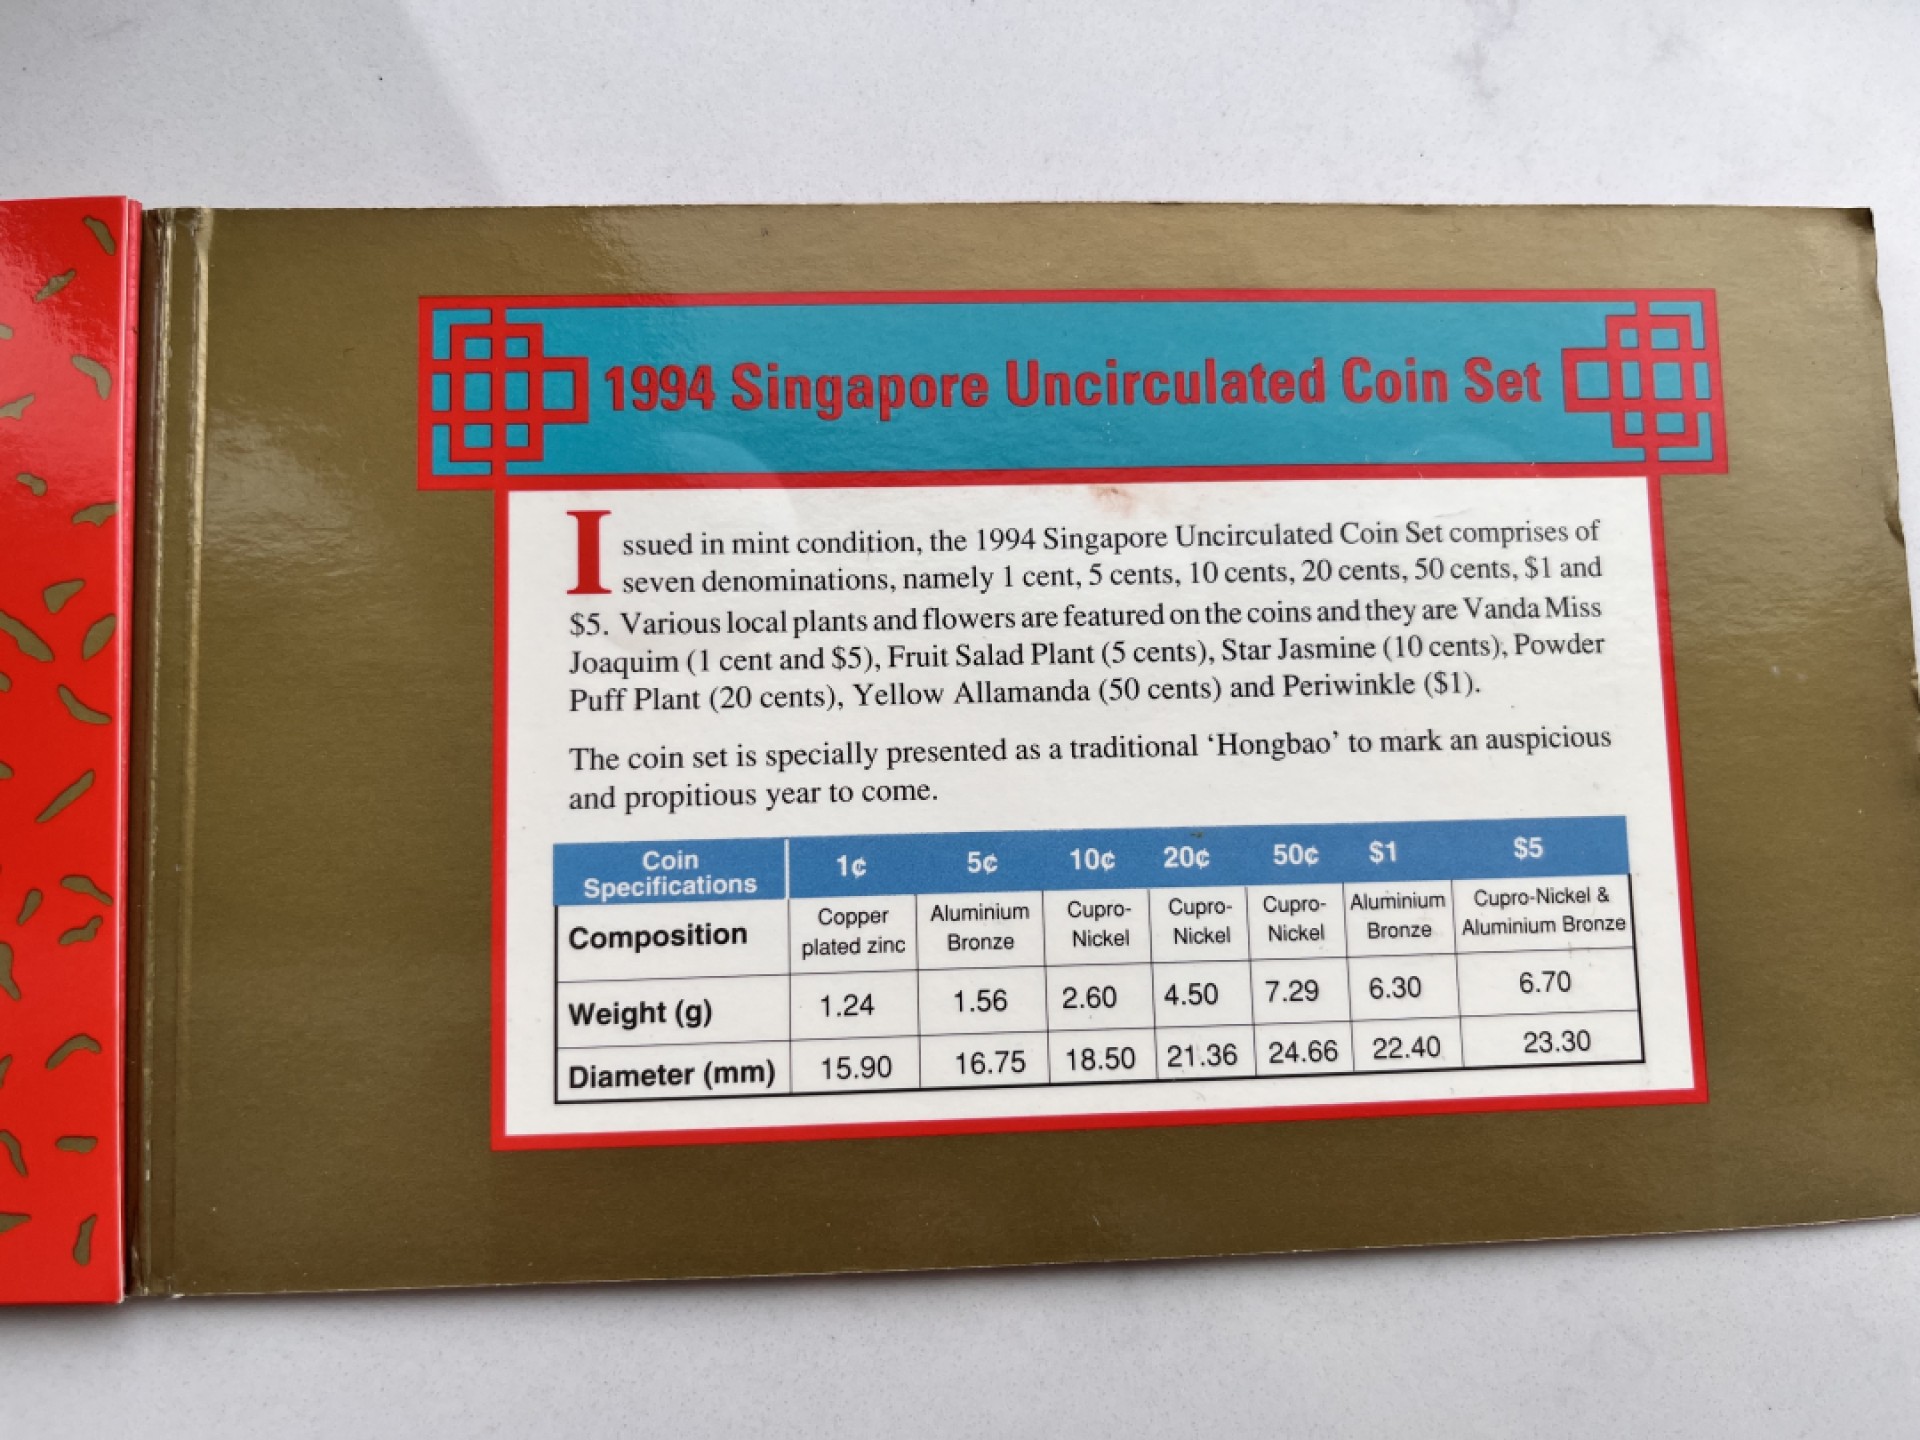 1994 Singapore Uncirculated Coin Set
Issued in mint condition, the 1994 Singapore Uncirculated Coin Set comprises of
seven denominations, namely 1 cent, 5 cents, 10 cents, 20 cents, 50 cents, $1 and
$5. Various local plants and flowers are featured on the coins and they are Vanda Miss
Joaquim (1 cent and $5), Fruit Salad Plant (5 cents), Star Jasmine (10 cents), Powder
Puff Plant (20 cents), Yellow Allamanda (50 cents) and Periwinkle ($1).
The coin set is specially presented as a traditional ‘Hongbao’ to mark an auspicious
and propitious year to come.
Coin Specifications 1¢ 5¢ 10¢ 20¢ 50¢ $1 $5
Composition Copper plated zinc Aluminium Bronze Cupro-Nickel Cupro-Nickel Cupro-Nickel Aluminium Bronze Cupro-Nickel & Aluminium Bronze
Weight (g) 1.24 1.56 2.60 4.50 7.29 6.30 6.70
Diameter (mm) 15.90 16.75 18.50 21.36 24.66 22.40 23.30